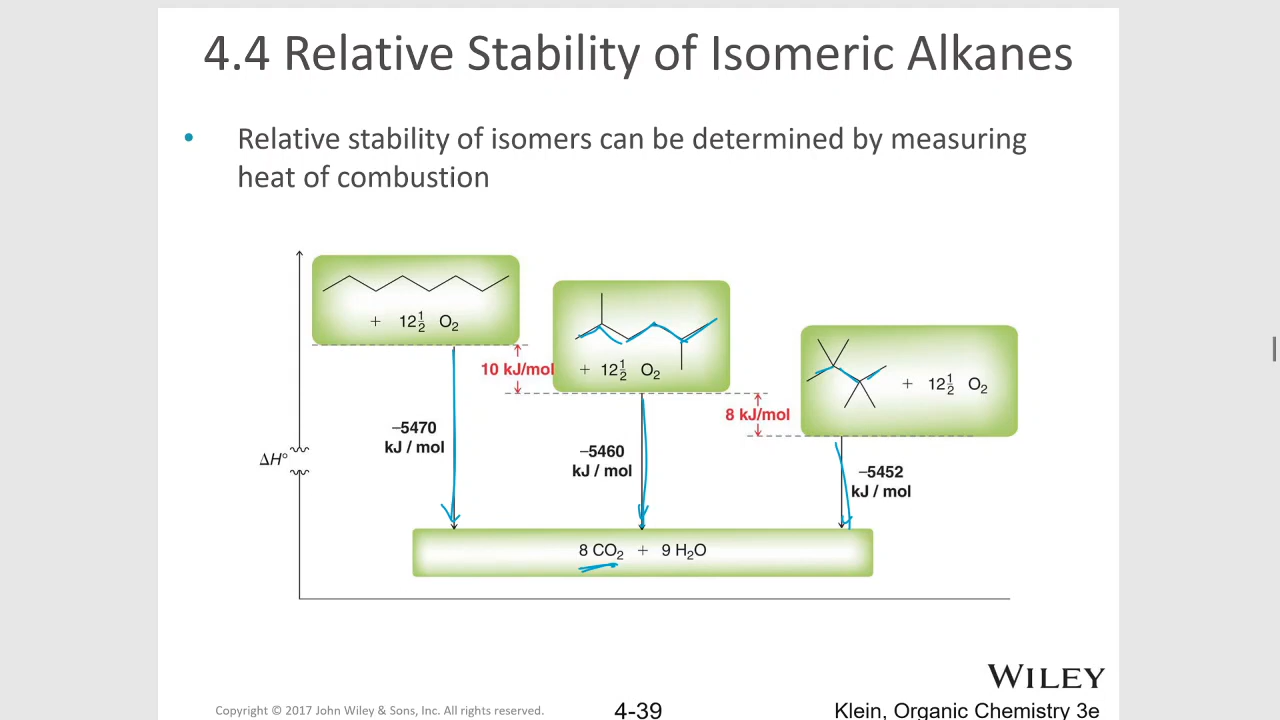 4.4 Relative Stability of Isomeric Alkanes
• Relative stability of isomers can be determined by measuring
heat of combustion
+ 12½ O₂
10 kJ/mol
+ 12½ O₂
8 kJ/mol
+ 12½ O₂
–5470
kJ / mol
–5460
kJ / mol
–5452
kJ / mol
ΔH°
8 CO₂ + 9 H₂O
WILEY
Copyright © 2017 John Wiley & Sons, Inc. All rights reserved.
4-39
Klein, Organic Chemistry 3e